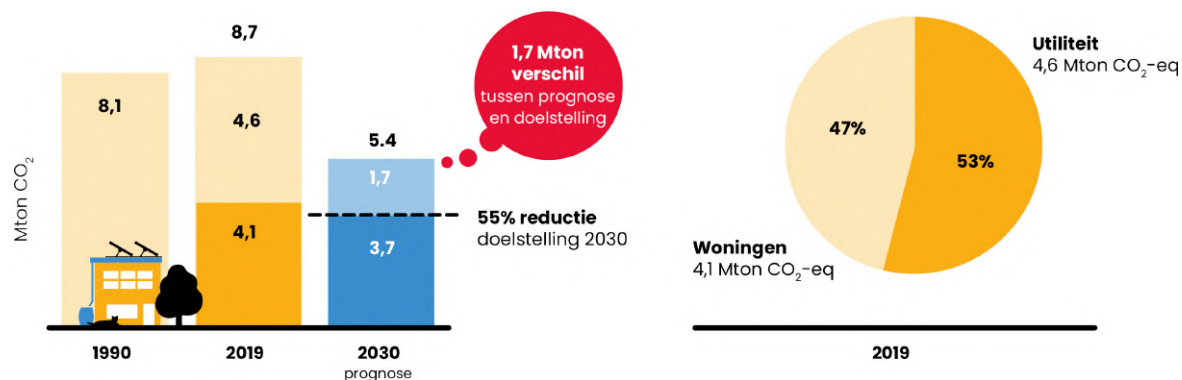 Mton CO₂
8,1
8,7
4,6
4,1
5.4
1,7
3,7
1,7 Mton
verschil
tussen prognose
en doelstelling
55% reductie
doelstelling 2030
1990
2019
2030
prognose
47%
53%
Utiliteit
4,6 Mton CO₂-eq
Woningen
4,1 Mton CO₂-eq
2019